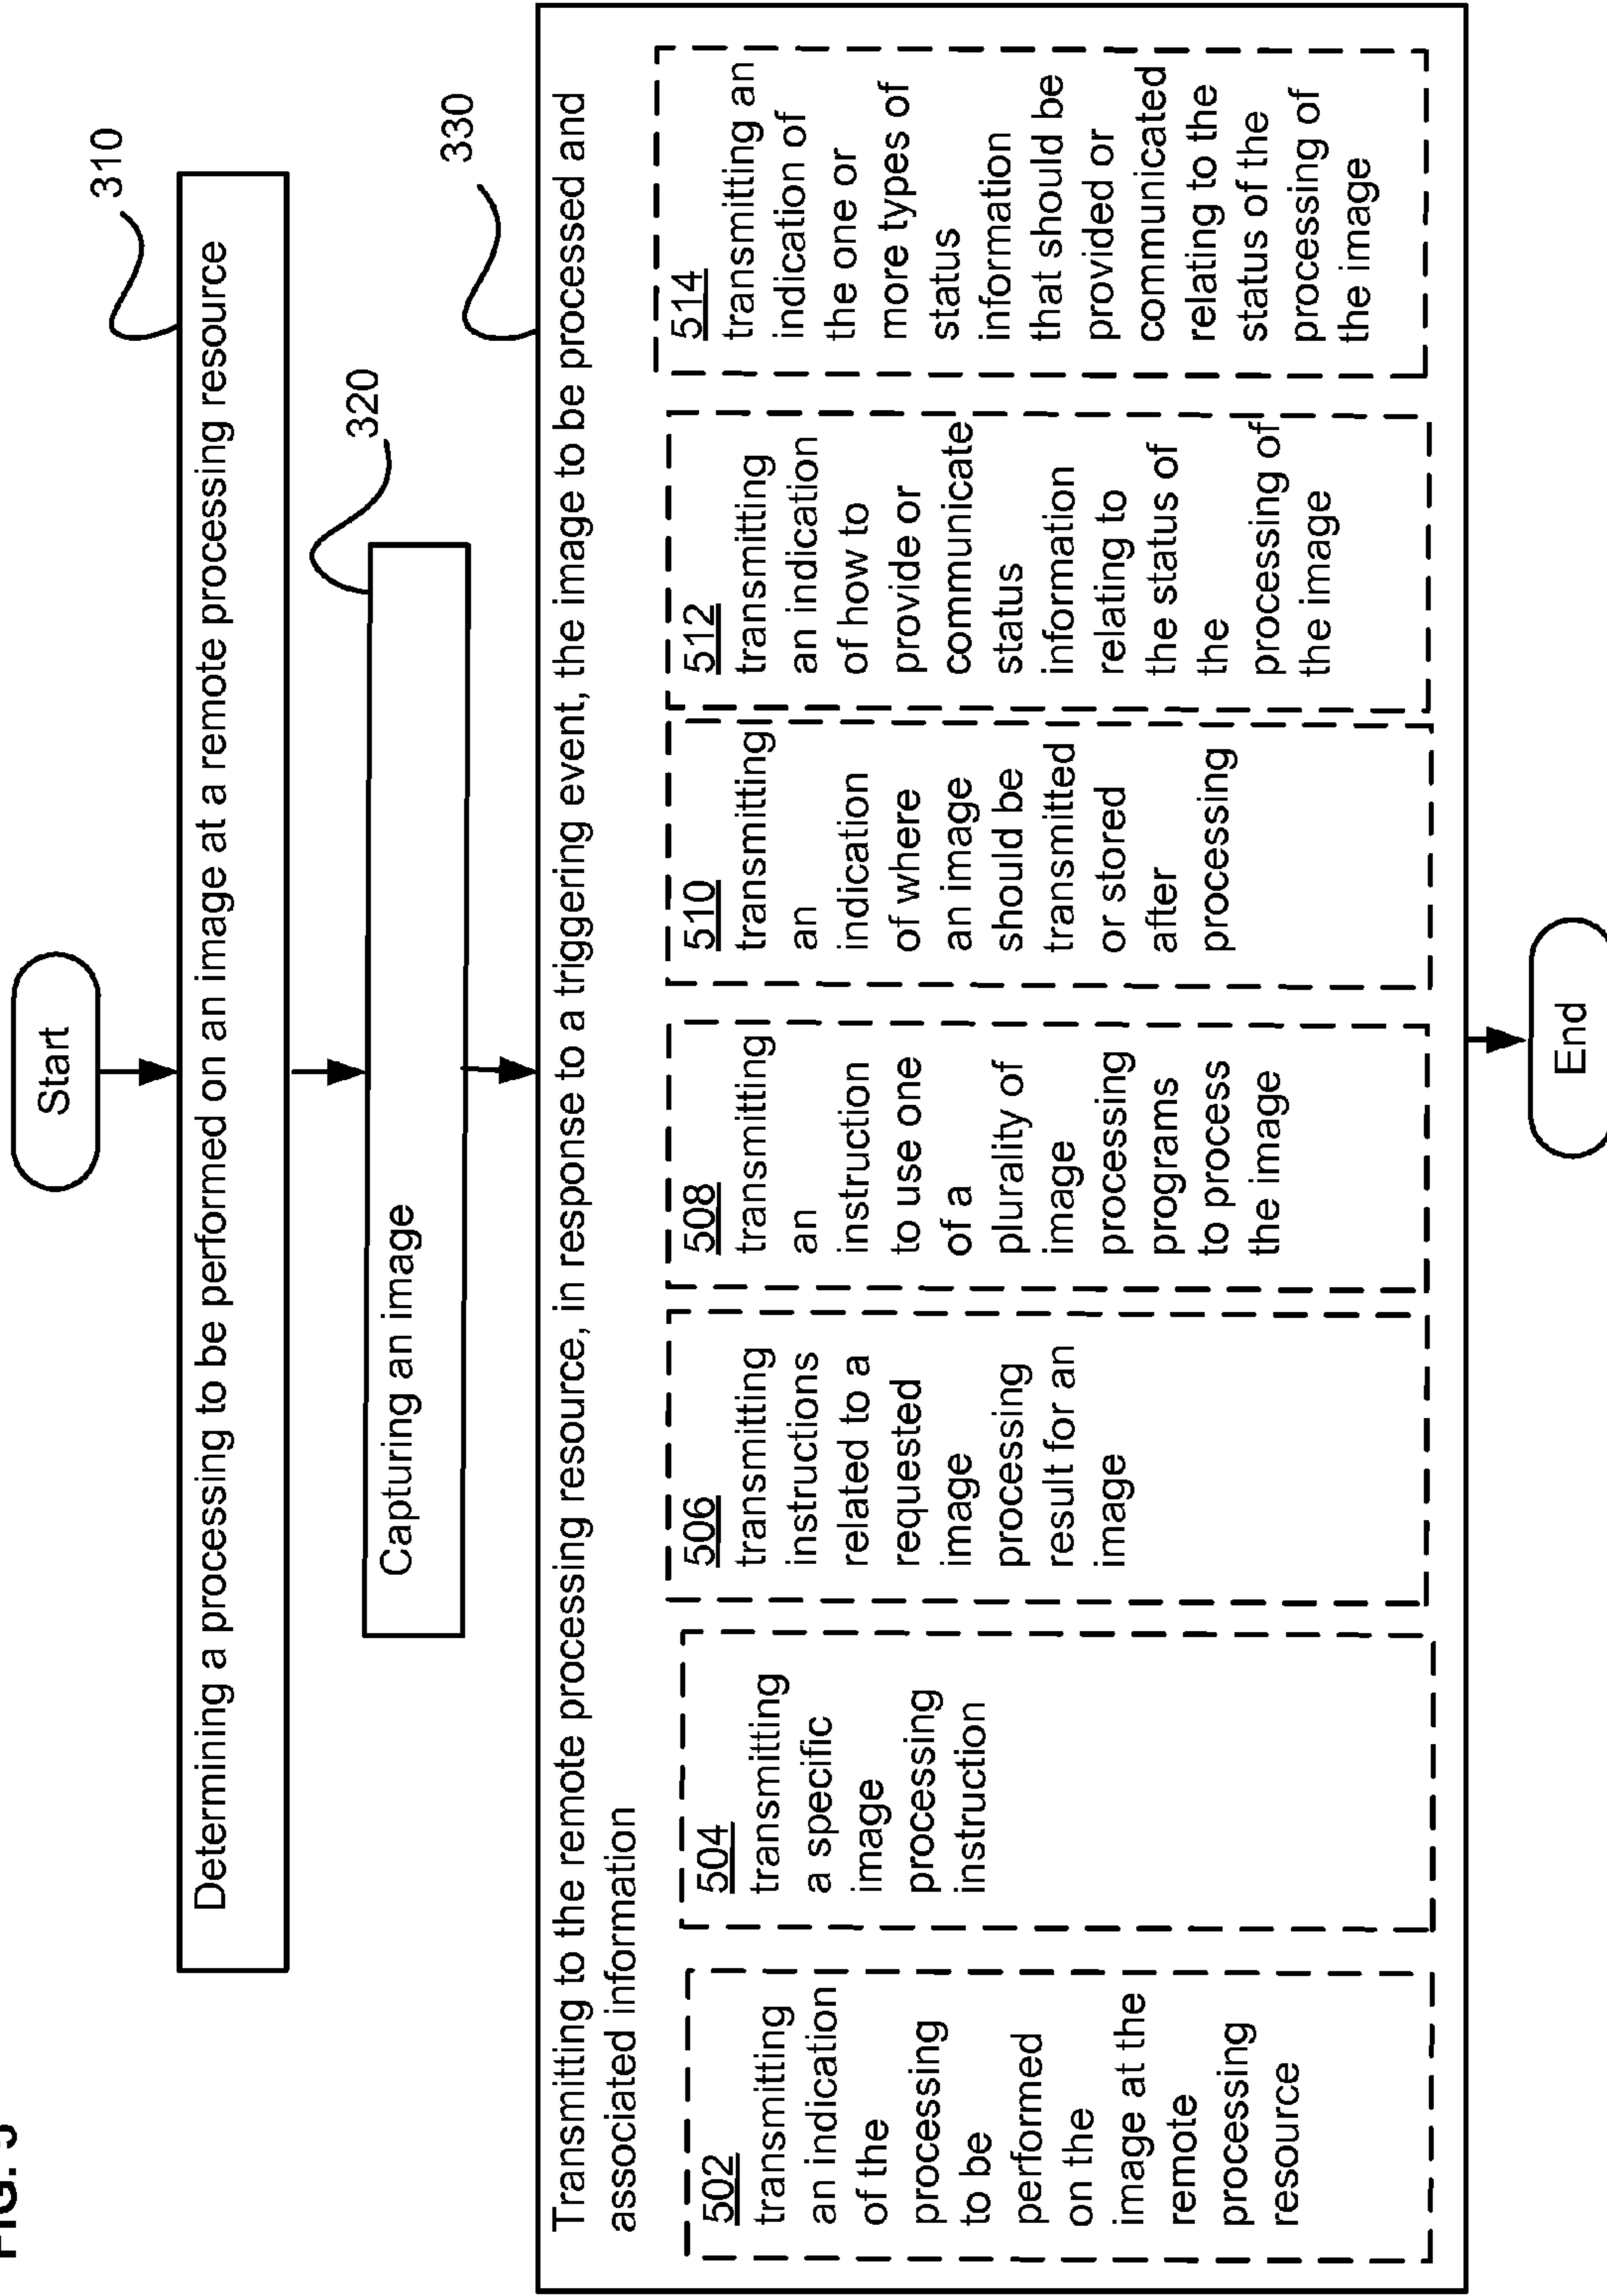 FIG. 5
Start
Determining a processing to be performed on an image at a remote processing resource
310
Capturing an image
320
Transmitting to the remote processing resource, in response to a triggering event, the image to be processed and
associated information
330
502
transmitting
an indication
of the
processing
to be
performed
on the
image at the
remote
processing
resource
504
transmitting
a specific
image
processing
instruction
506
transmitting
instructions
related to a
requested
image
processing
result for an
image
508
transmitting
an
instruction
to use one
of a
plurality of
image
processing
programs
to process
the image
510
transmitting
an
indication
of where
an image
should be
transmitted
or stored
after
processing
512
transmitting
an indication
of how to
provide or
communicate
status
information
relating to
the status of
the
processing of
the image
514
transmitting an
indication of
the one or
more types of
status
information
that should be
provided or
communicated
relating to the
status of the
processing of
the image
End